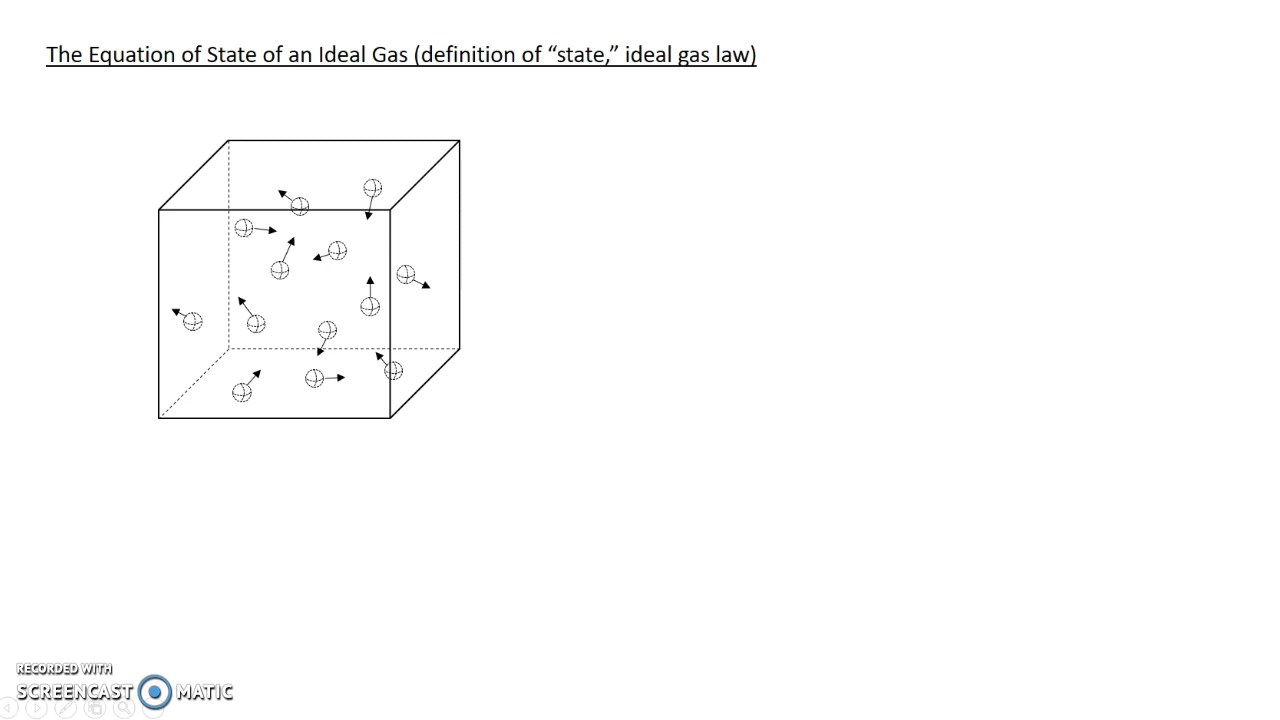 The Equation of State of an Ideal Gas (definition of “state,” ideal gas law)
RECORDED WITH
SCREENCAST MATIC